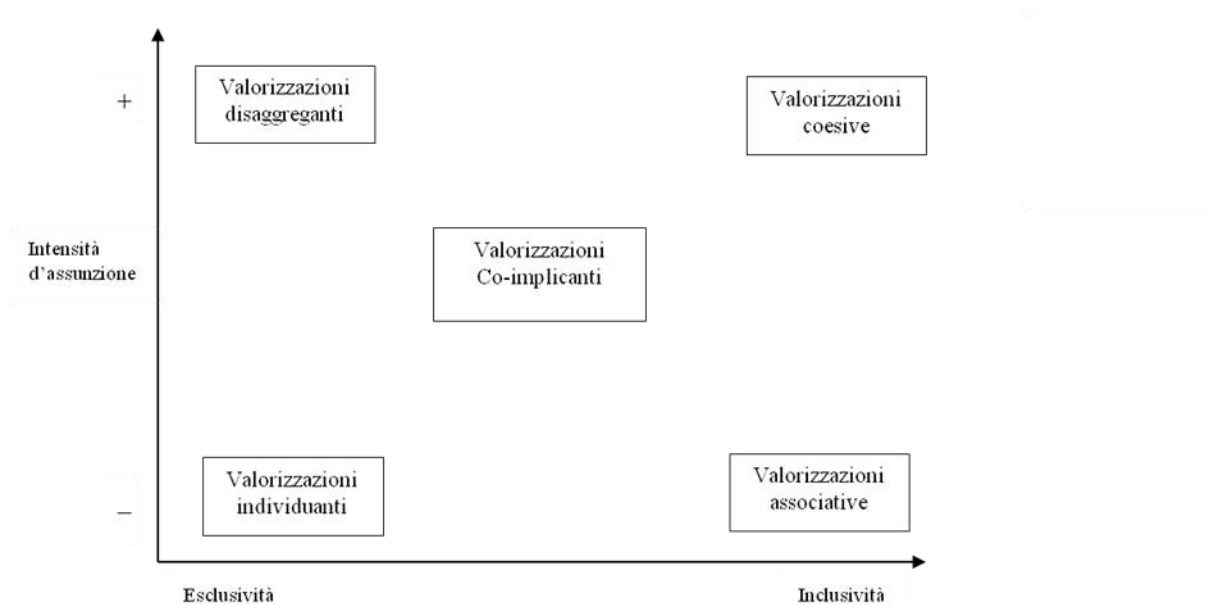 Valorizzazioni
disaggreganti
+
Valorizzazioni
coesive
Valorizzazioni
Co-implicanti
Intensità
d’assunzione
Valorizzazioni
individuanti
Valorizzazioni
associative
–
Esclusività
Inclusività